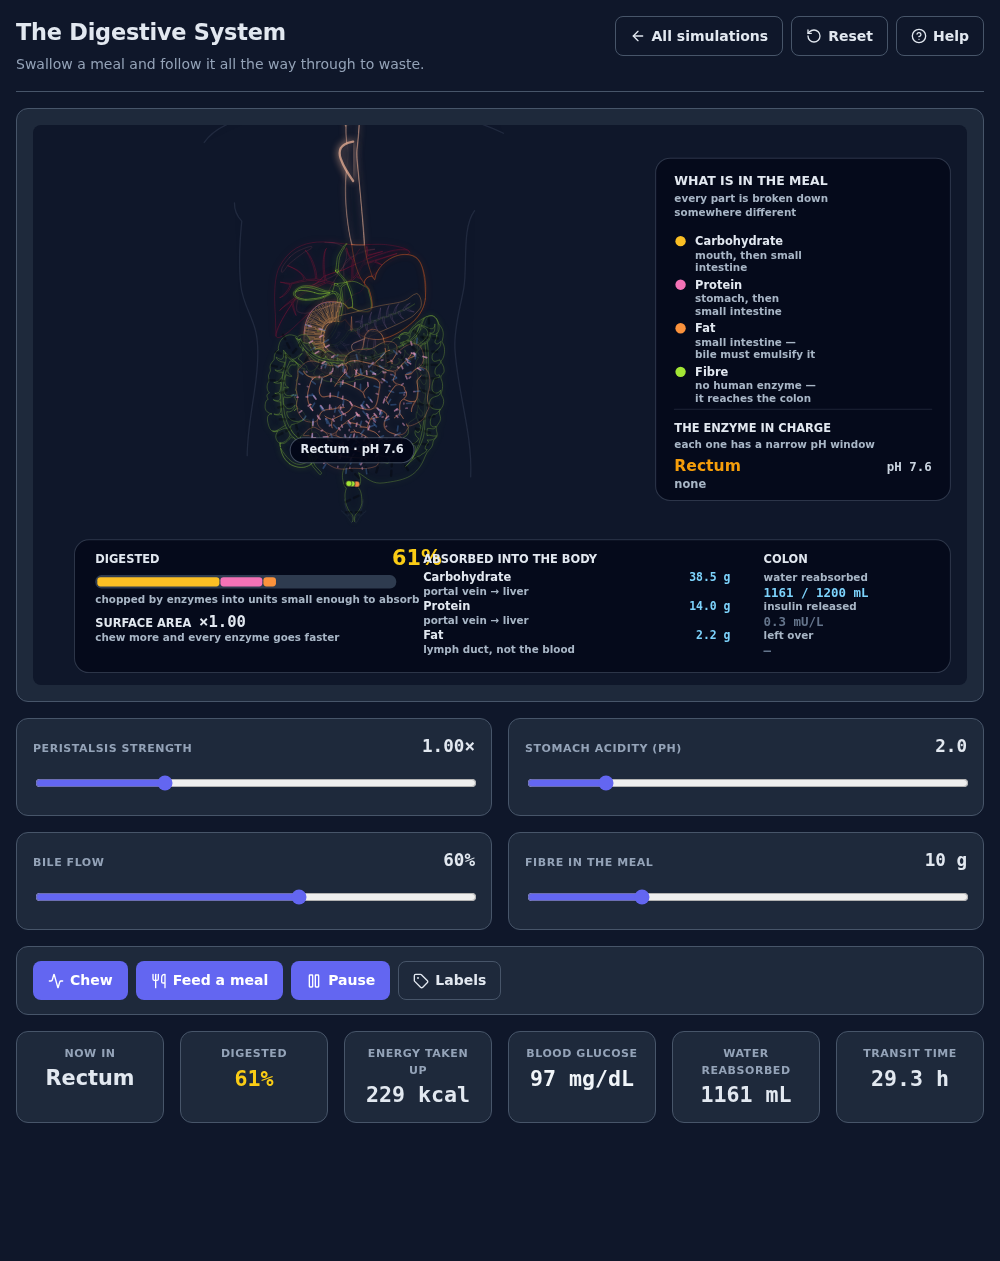 The Digestive System
Swallow a meal and follow it all the way through to waste.
All simulations
Reset
Help
WHAT IS IN THE MEAL
every part is broken down
somewhere different
Carbohydrate
mouth, then small
intestine
Protein
stomach, then
small intestine
Fat
small intestine —
bile must emulsify it
Fibre
no human enzyme —
it reaches the colon
THE ENZYME IN CHARGE
each one has a narrow pH window
Rectum pH 7.6
none
Rectum · pH 7.6
DIGESTED 61%
chopped by enzymes into units small enough to absorb
SURFACE AREA ×1.00
chew more and every enzyme goes faster
ABSORBED INTO THE BODY
Carbohydrate 38.5 g
portal vein → liver
Protein 14.0 g
portal vein → liver
Fat 2.2 g
lymph duct, not the blood
COLON
water reabsorbed
1161 / 1200 mL
insulin released
0.3 mU/L
left over
—
PERISTALSIS STRENGTH 1.00×
STOMACH ACIDITY (PH) 2.0
BILE FLOW 60%
FIBRE IN THE MEAL 10 g
Chew
Feed a meal
Pause
Labels
NOW IN
Rectum
DIGESTED
61%
ENERGY TAKEN
UP
229 kcal
BLOOD GLUCOSE
97 mg/dL
WATER
REABSORBED
1161 mL
TRANSIT TIME
29.3 h